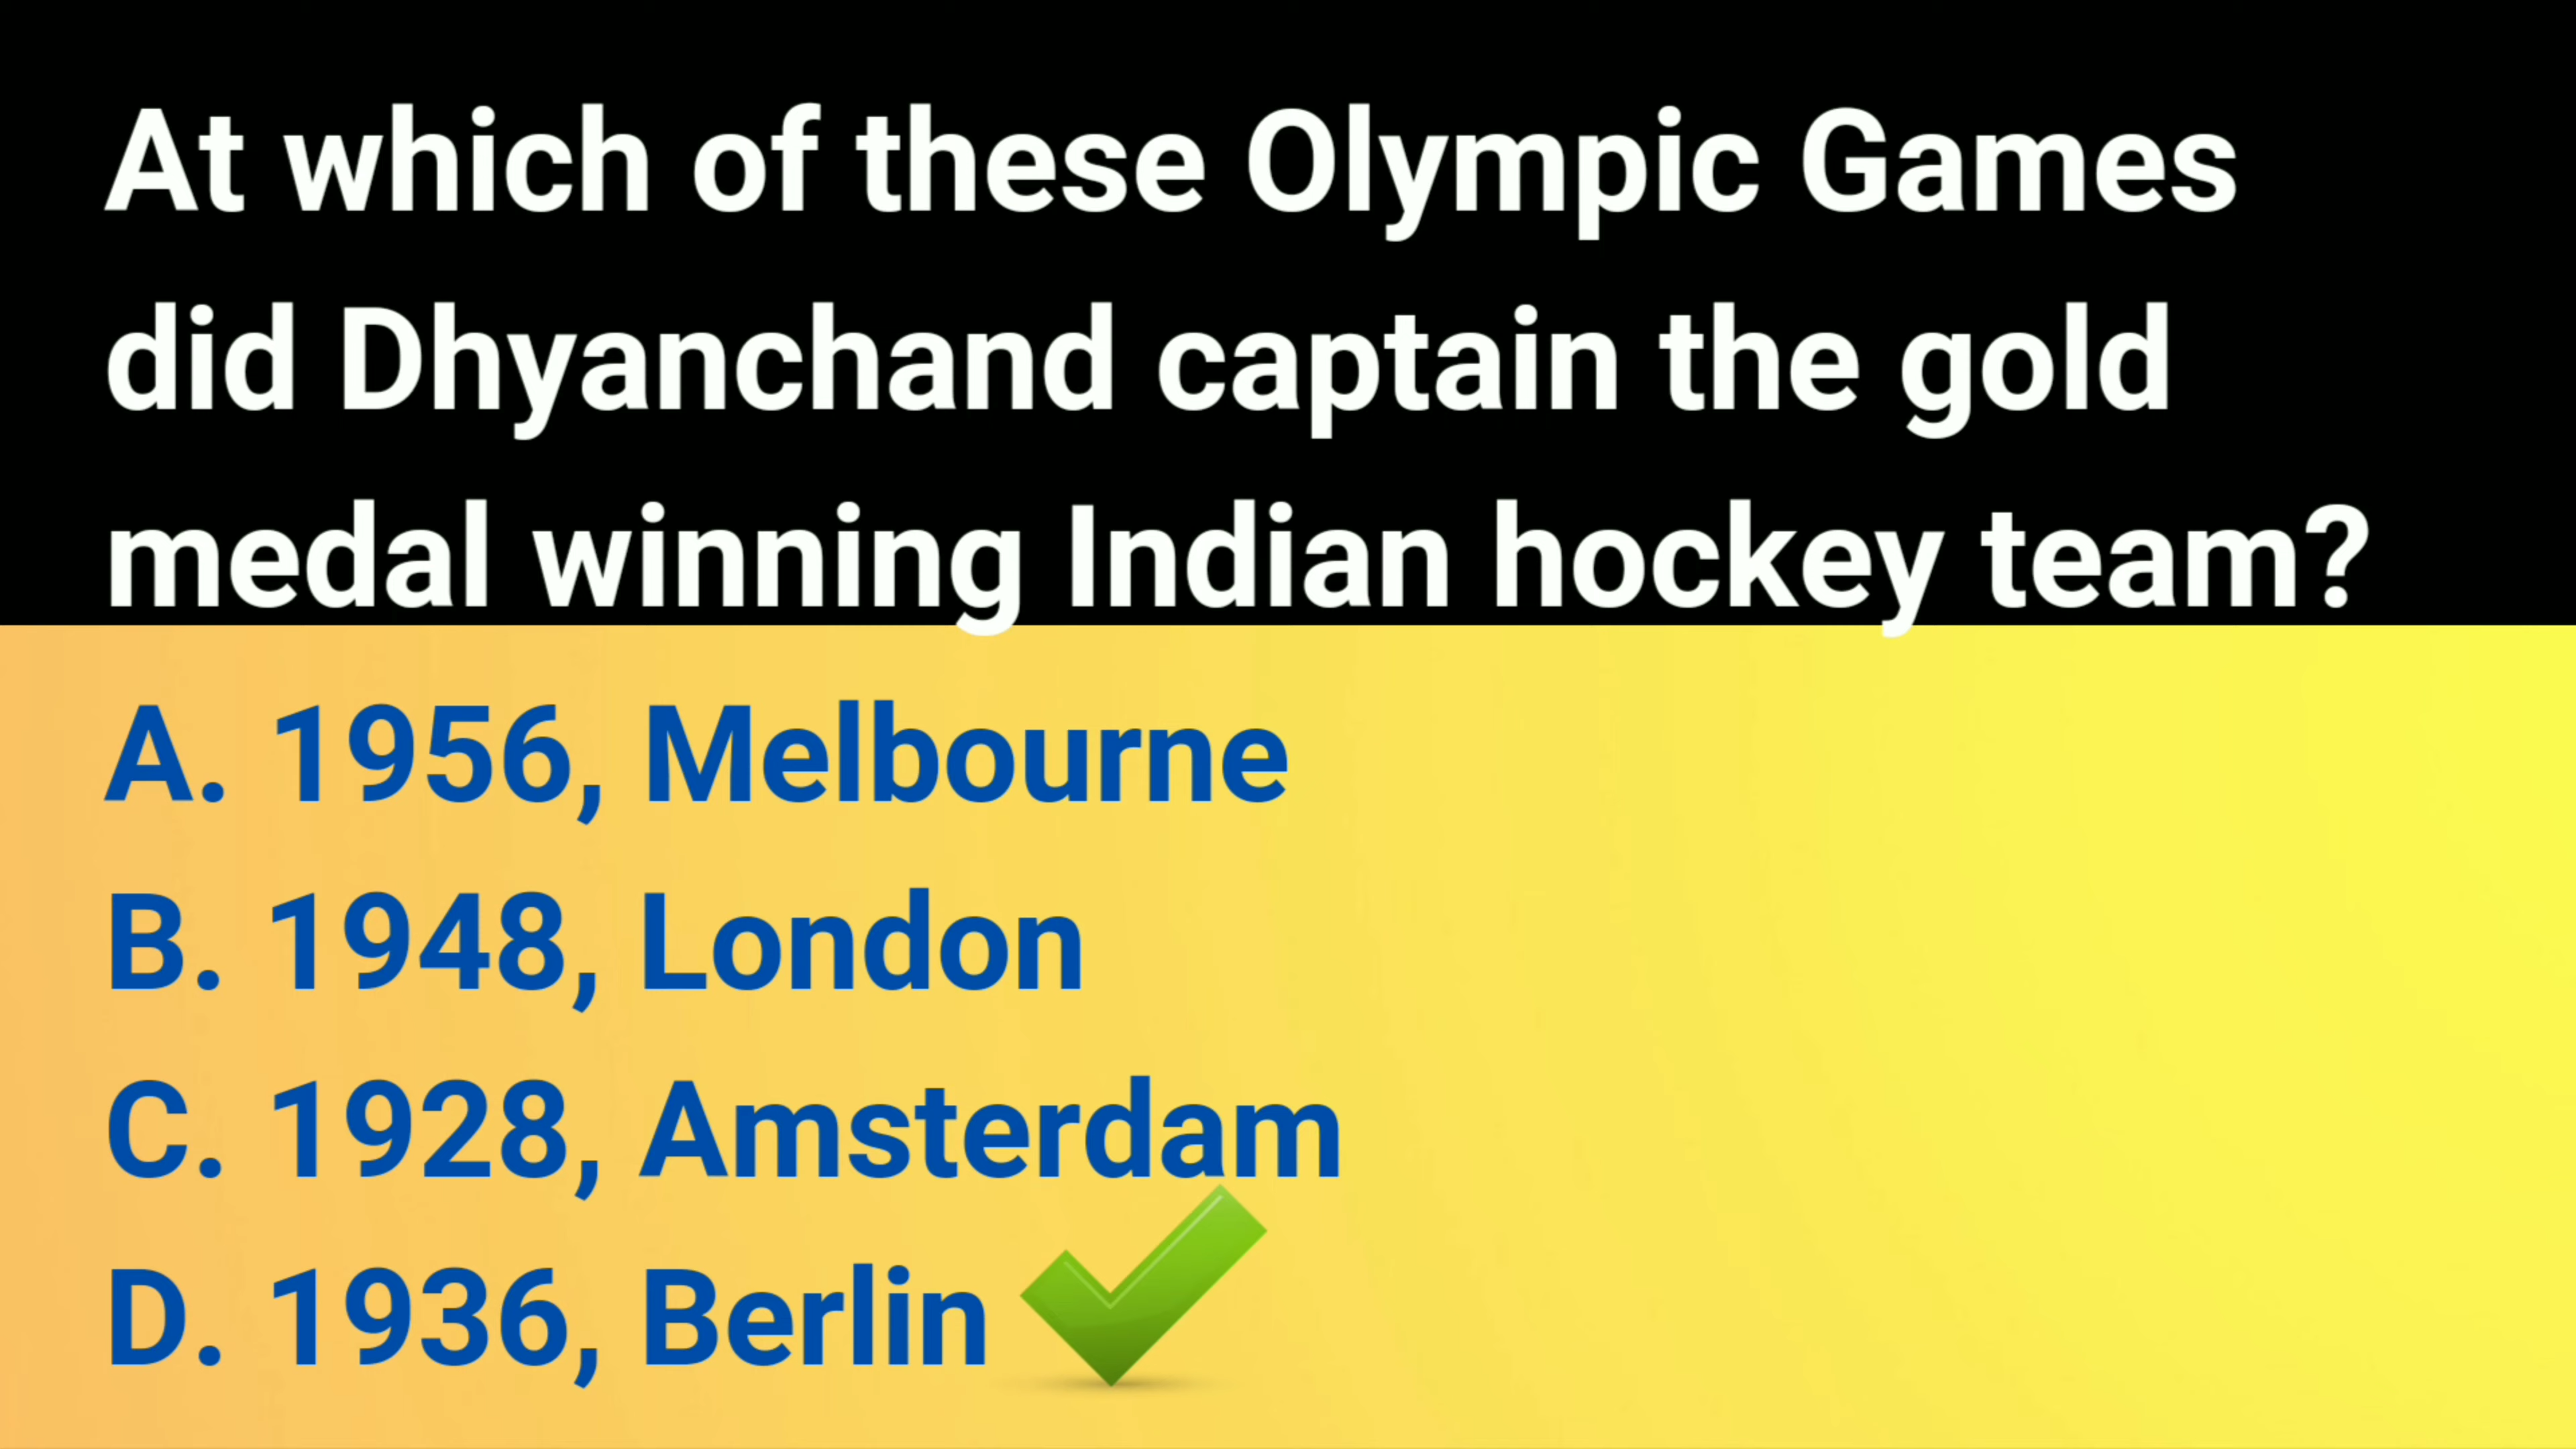 At which of these Olympic Games
did Dhyanchand captain the gold
medal winning Indian hockey team?
A. 1956, Melbourne
B. 1948, London
C. 1928, Amsterdam
D. 1936, Berlin